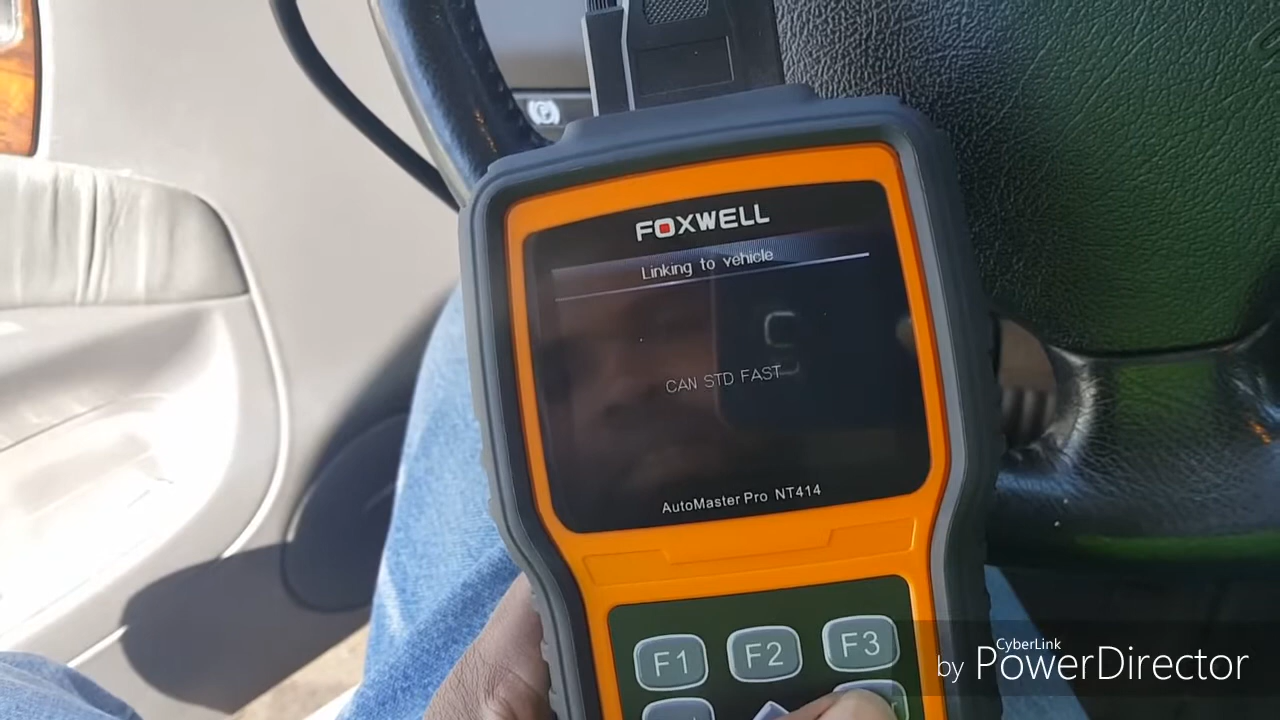 FOXWELL
Linking to vehicle
CAN STD FAST
AutoMaster Pro NT414
F1 F2 F3
CyberLink
by PowerDirector